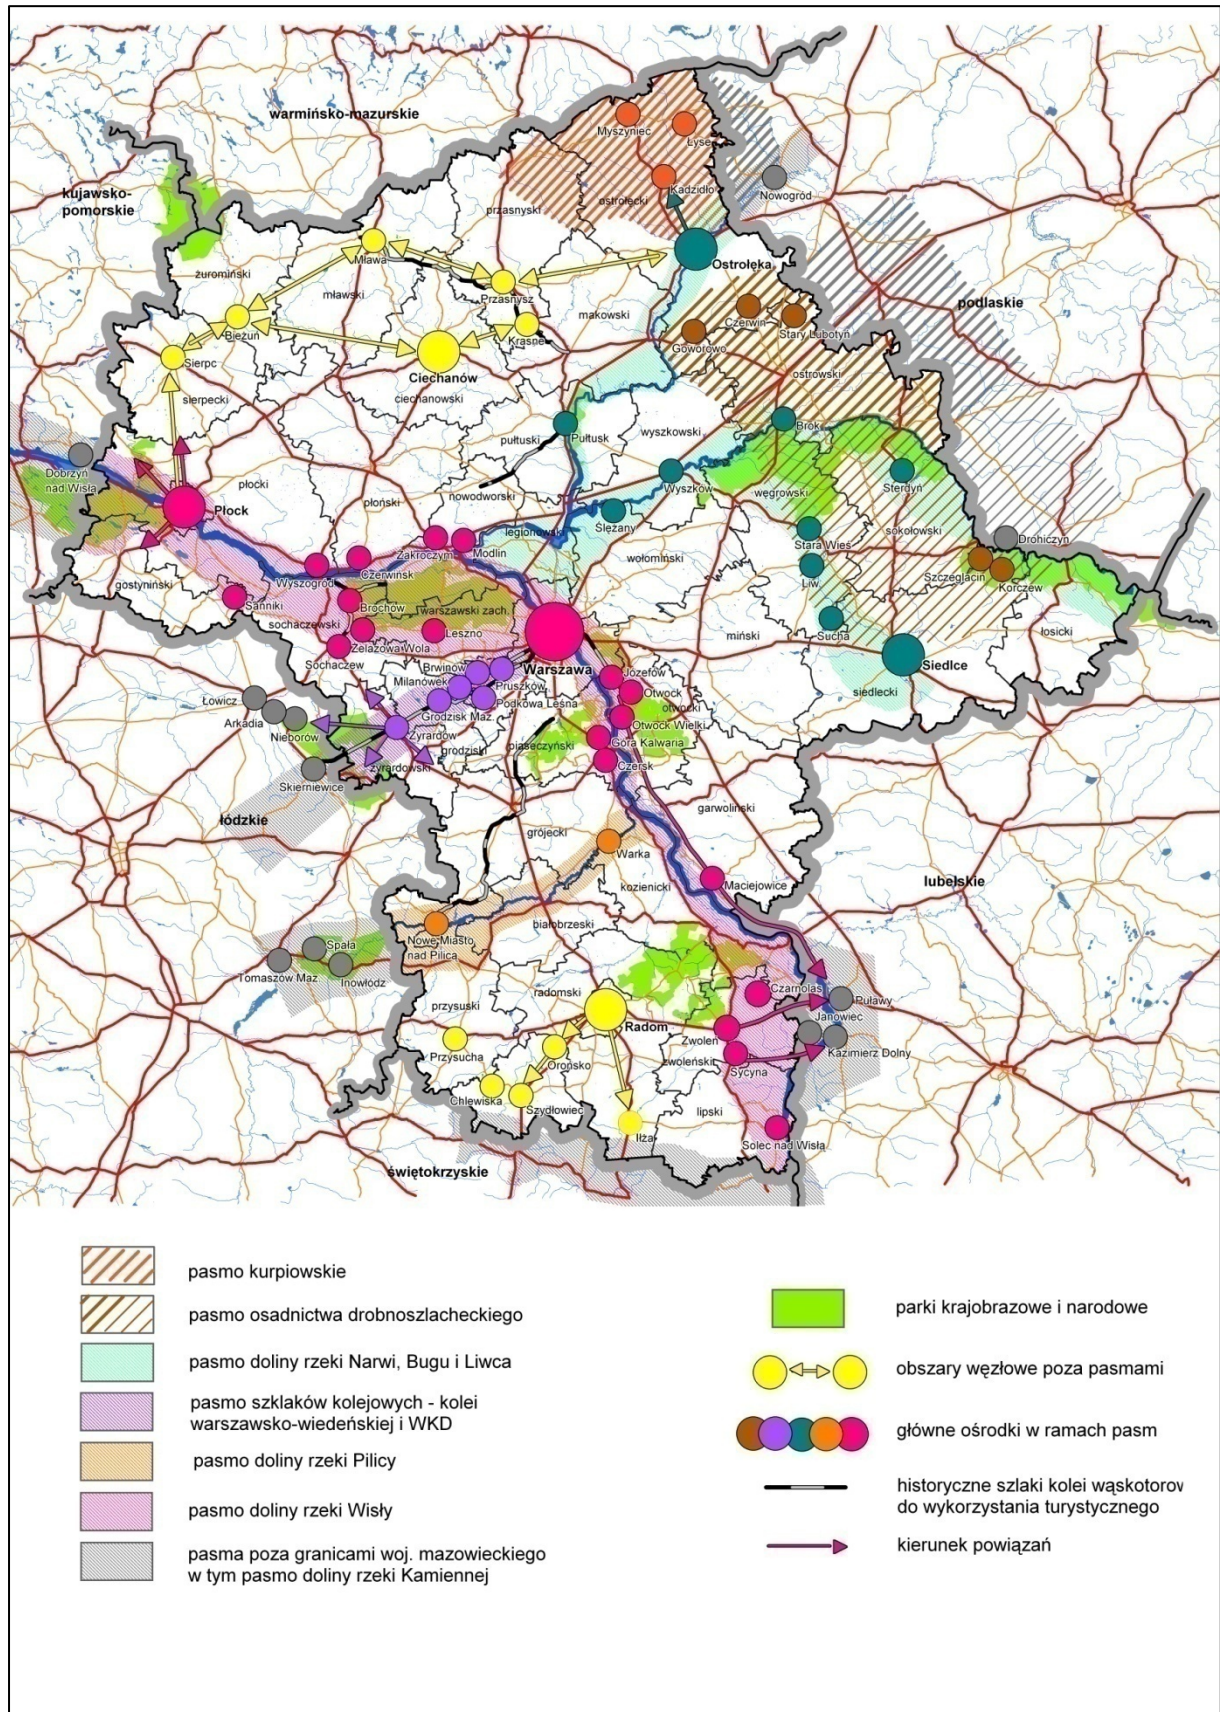 warmińsko-mazurskie
Myszyniec
Łyse
kujawsko-
pomorskie
Nowogród
Kadzidło
ostrołęcki
przasnyski
Ostrołęka
Mława
żuromiński
mławski
Przasnysz
podlaskie
makowski
Czerwin
Stary Lubotyń
Bieżuń
Krasne
Goworowo
Sierpc
Ciechanów
ciechanowski
ostrowski
sierpecki
pułtuski
Pułtusk
wyszkowski
Brok
Dobrzyń
nad Wisłą
płocki
płoński
nowodworski
Wyszków
węgrowski
Sterdyń
Płock
Ślężany
legionowski
sokołowski
Stara Wieś
Drohiczyn
Zakroczym
Modlin
wołomiński
Wyszogród
Czerwińsk
Liw
Szczeglacin
Korczew
gostyniński
Sanniki
Brochów
warszawski zach.
sochaczewski
Leszno
Żelazowa Wola
Sucha
miński
łosicki
Sochaczew
Brwinów
Warszawa
Siedlce
Milanówek
Pruszków
Józefów
siedlecki
Łowicz
Podkowa Leśna
Otwock
otwocki
Arkadia
Grodzisk Maz.
Otwock Wielki
Nieborów
Żyrardów
grodziski
piaseczyński
Góra Kalwaria
Skierniewice
żyrardowski
Czersk
łódzkie
garwoliński
grójecki
Warka
Maciejowice
lubelskie
kozienicki
białobrzeski
Nowe Miasto
nad Pilicą
Spała
Tomaszów Maz.
Inowłódz
radomski
Czarnolas
Puławy
przysuski
Radom
Janowiec
Zwoleń
Przysucha
Orońsko
zwoleński
Sycyna
Kazimierz Dolny
Chlewiska
Szydłowiec
lipski
Iłża
Solec nad Wisłą
świętokrzyskie
pasmo kurpiowskie
pasmo osadnictwa drobnoszlacheckiego
pasmo doliny rzeki Narwi, Bugu i Liwca
pasmo szklaków kolejowych - kolei
warszawsko-wiedeńskiej i WKD
pasmo doliny rzeki Pilicy
pasmo doliny rzeki Wisły
pasma poza granicami woj. mazowieckiego
w tym pasmo doliny rzeki Kamiennej
parki krajobrazowe i narodowe
obszary węzłowe poza pasmami
główne ośrodki w ramach pasm
historyczne szlaki kolei wąskotorow
do wykorzystania turystycznego
kierunek powiązań